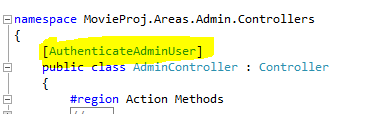 namespace MovieProj.Areas.Admin.Controllers
{
[AuthenticateAdminUser]
public class AdminController : Controller
{
#region Action Methods